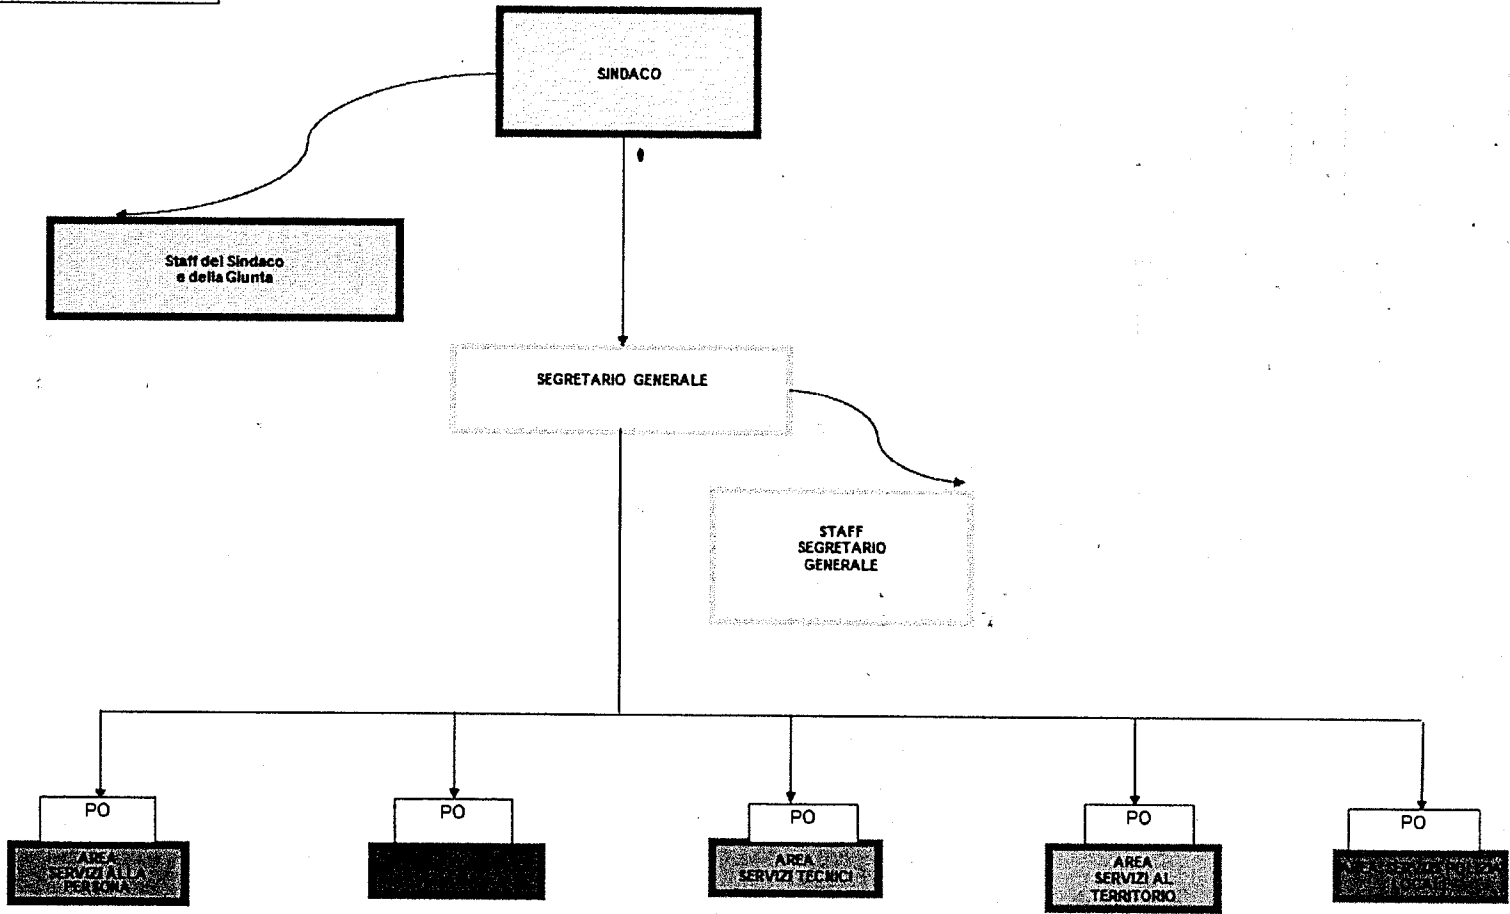 SINDACO
Staff del Sindaco
e della Giunta
SEGRETARIO GENERALE
STAFF
SEGRETARIO
GENERALE
PO
PO
PO
PO
PO
AREA
SERVIZI ALLA
PERSONA
AREA
SERVIZI TECNICI
AREA
SERVIZI AL
TERRITORIO